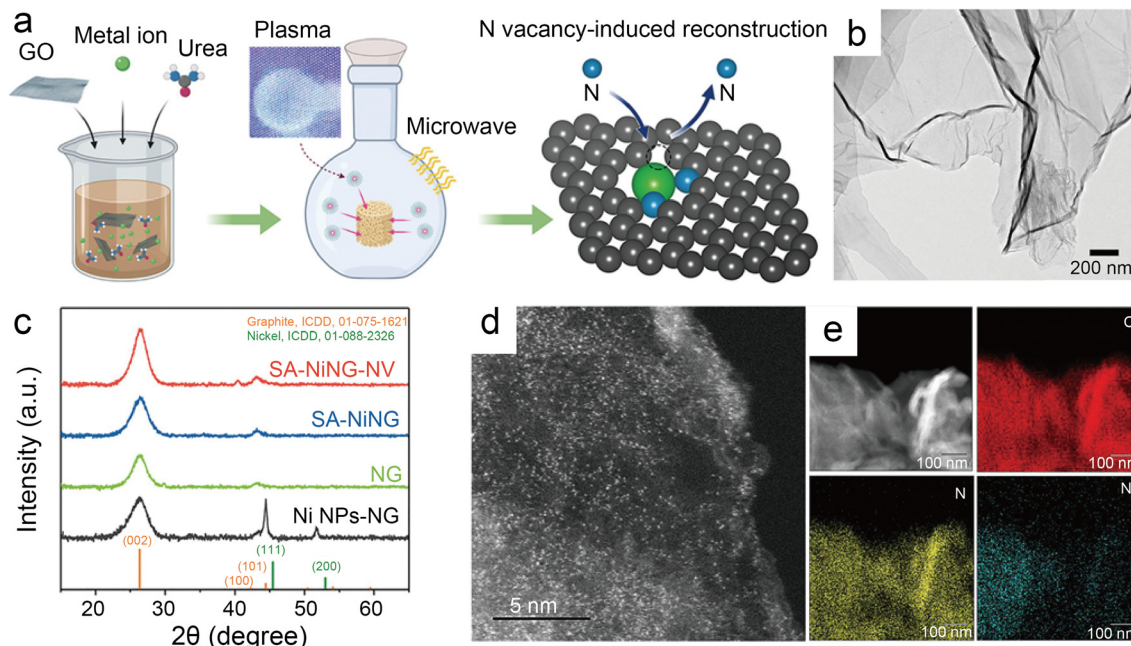 a
GO
Metal ion
Urea
Plasma
Microwave
N vacancy-induced reconstruction
N
N
b
200 nm
c
Intensity (a.u.)
Graphite, ICDD, 01-075-1621
Nickel, ICDD, 01-088-2326
SA-NiNG-NV
SA-NiNG
NG
Ni NPs-NG
(002)
(100)
(101)
(111)
(200)
20
30
40
50
60
2θ (degree)
d
5 nm
e
100 nm
100 nm
N
100 nm
100 nm